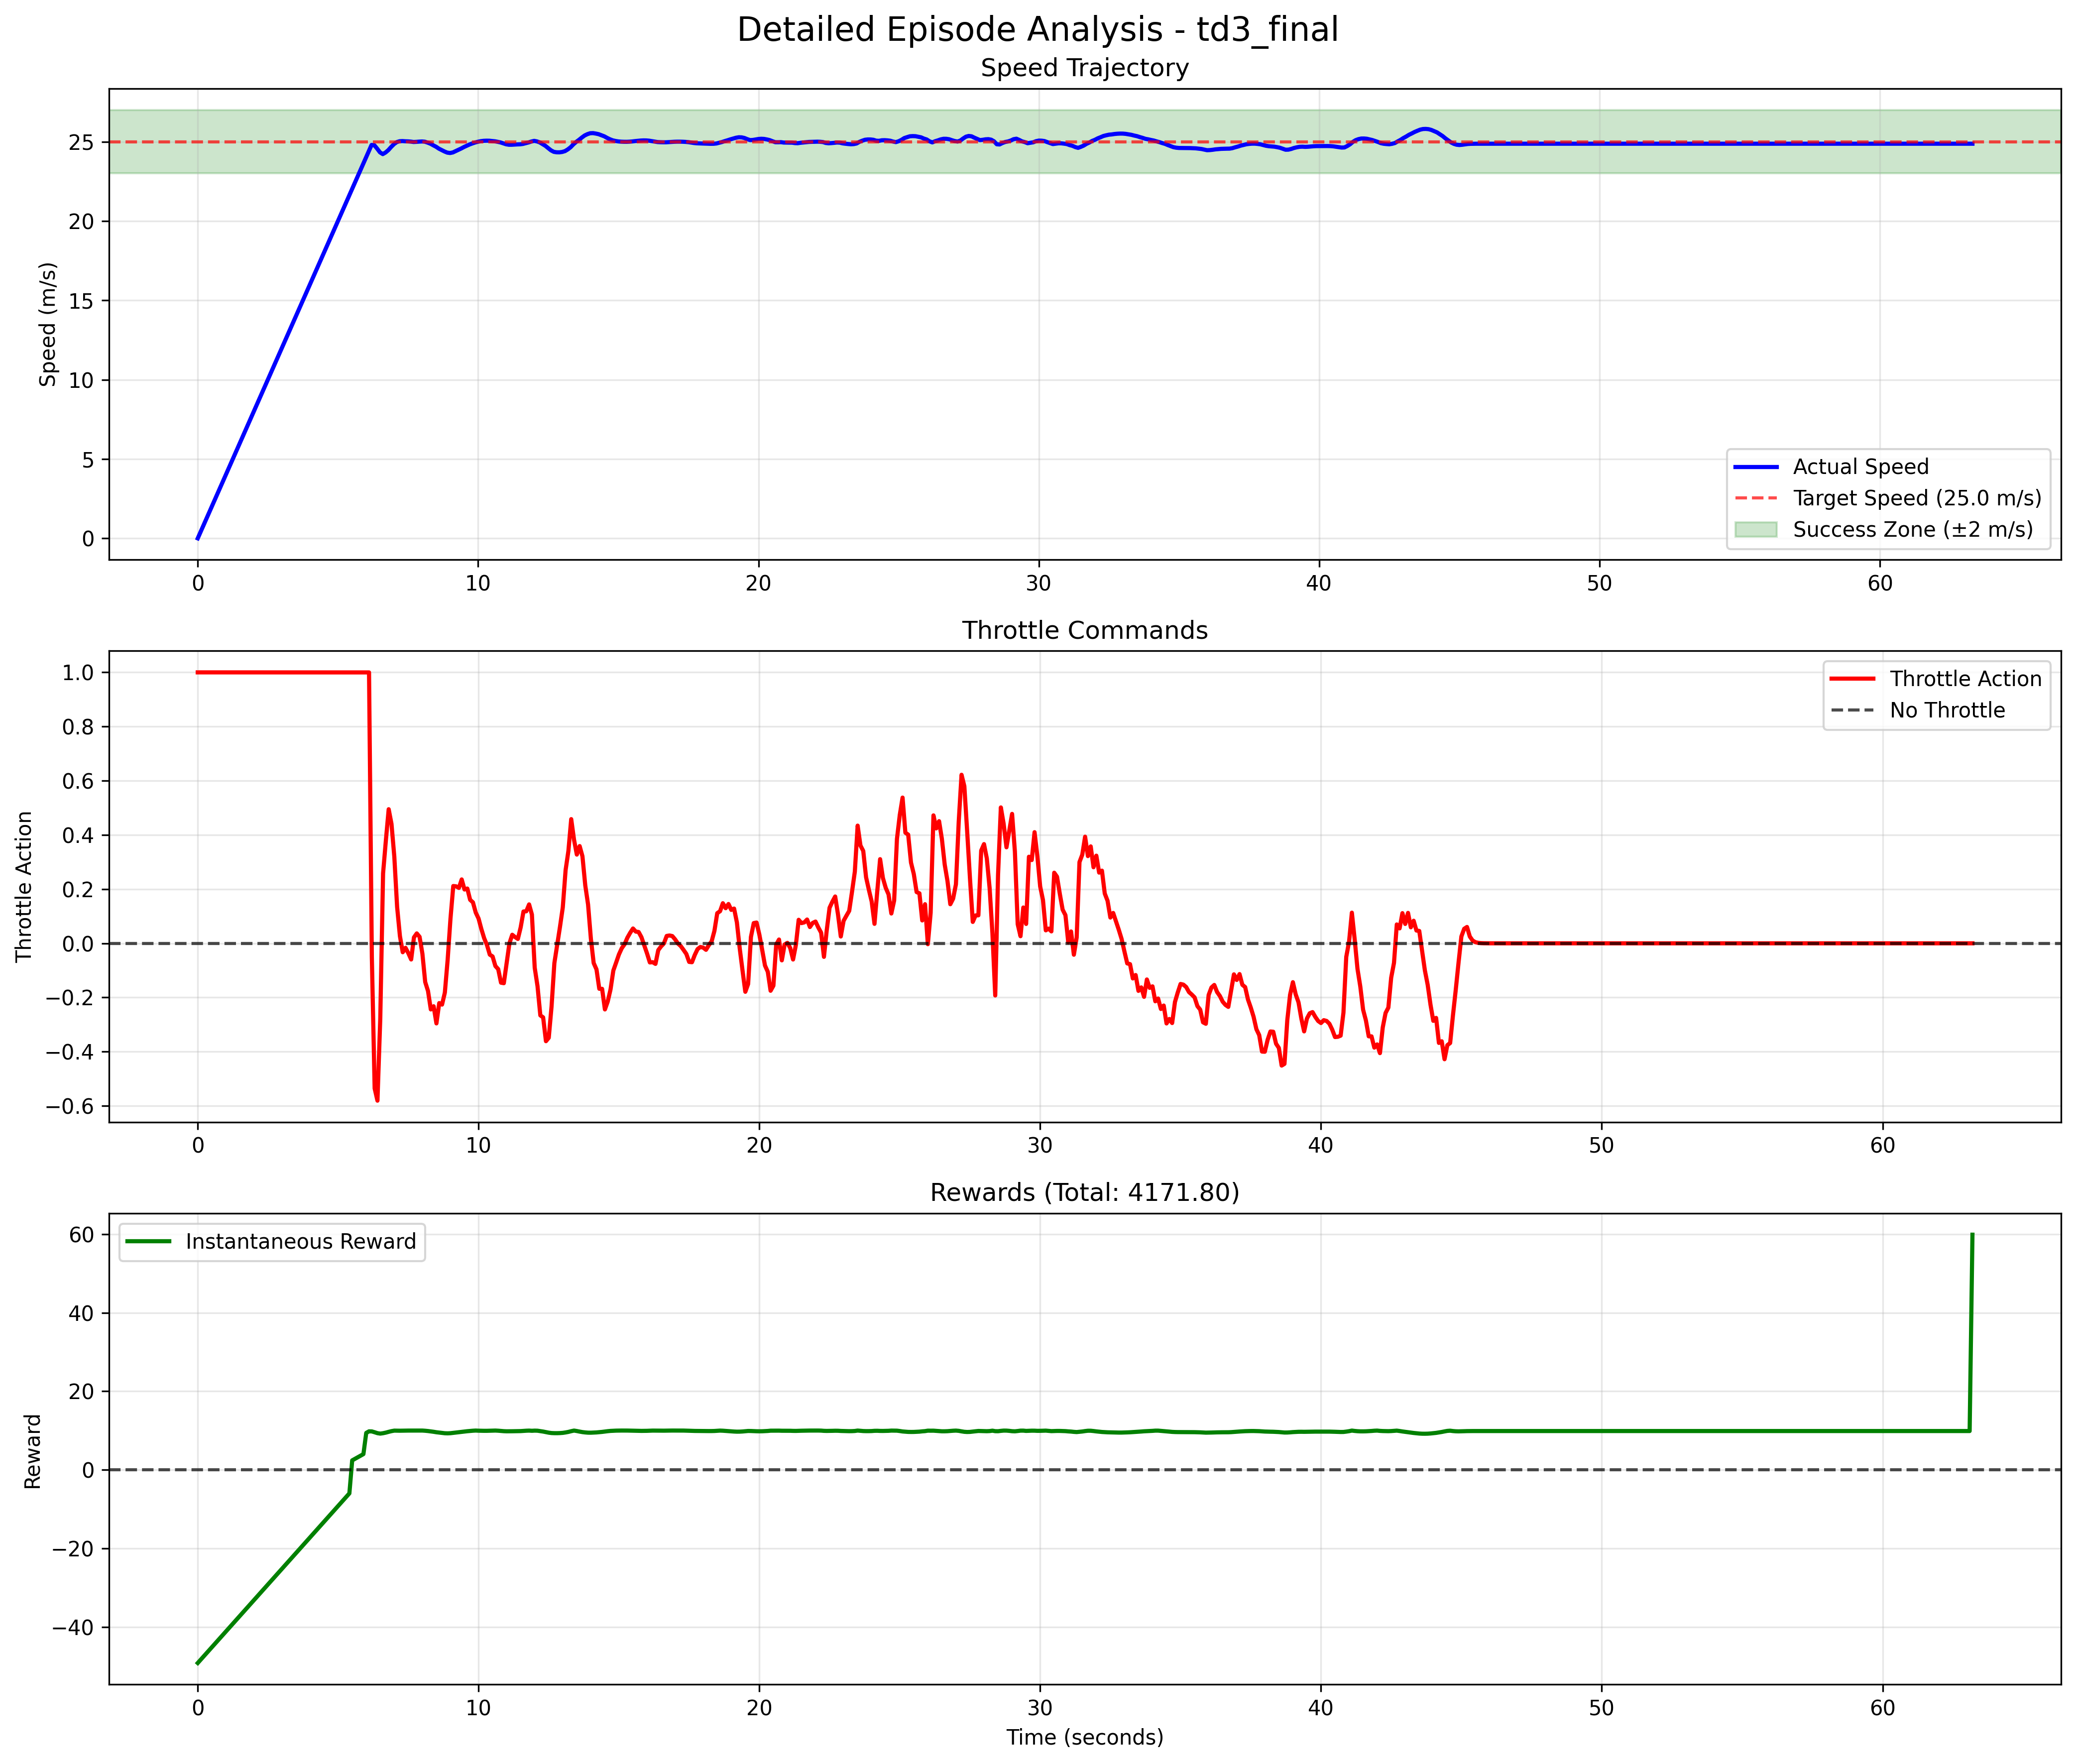 Detailed Episode Analysis - td3_final
Speed Trajectory
Speed (m/s)
25
20
15
10
5
0
Actual Speed
Target Speed (25.0 m/s)
Success Zone (±2 m/s)
0 10 20 30 40 50 60
Throttle Commands
Throttle Action
1.0
0.8
0.6
0.4
0.2
0.0
−0.2
−0.4
−0.6
Throttle Action
No Throttle
0 10 20 30 40 50 60
Rewards (Total: 4171.80)
Reward
60
40
20
0
−20
−40
Instantaneous Reward
0 10 20 30 40 50 60
Time (seconds)